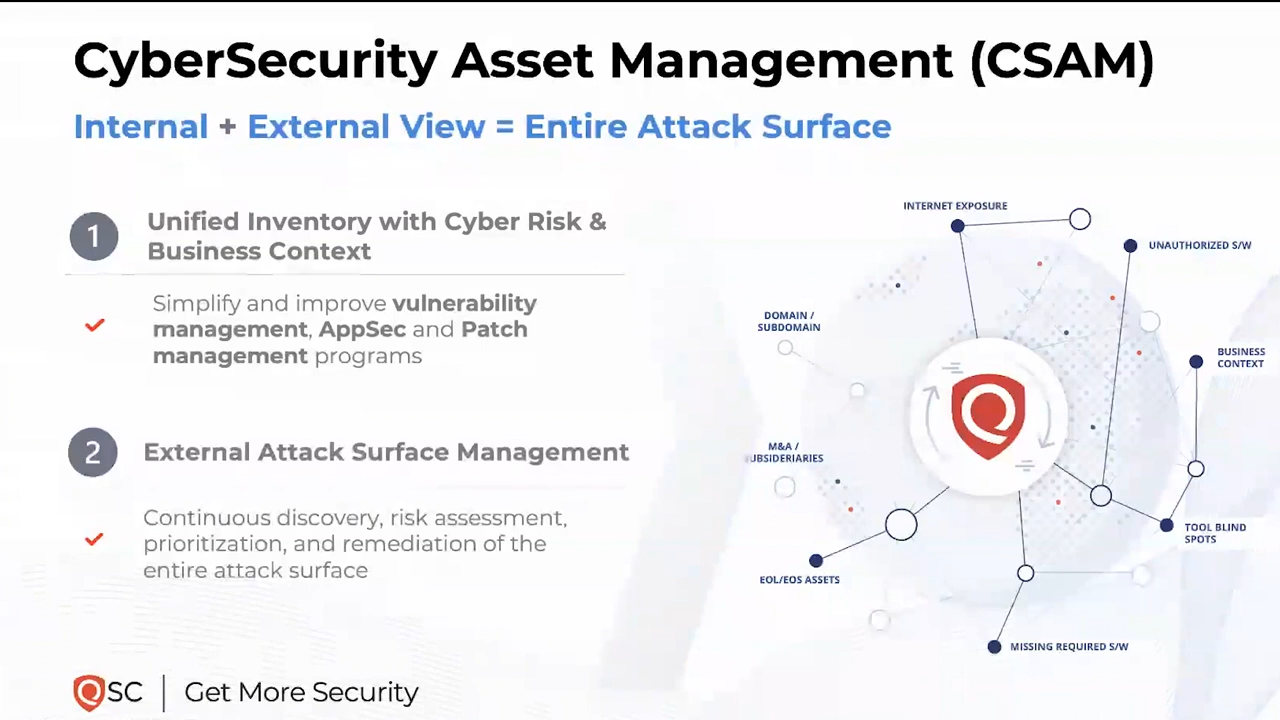 CyberSecurity Asset Management (CSAM)
Internal + External View = Entire Attack Surface
1
Unified Inventory with Cyber Risk &
Business Context
Simplify and improve vulnerability
management, AppSec and Patch
management programs
2
External Attack Surface Management
Continuous discovery, risk assessment,
prioritization, and remediation of the
entire attack surface
INTERNET EXPOSURE
UNAUTHORIZED S/W
DOMAIN /
SUBDOMAIN
BUSINESS
CONTEXT
M&A /
UBSIDERIARIES
TOOL BLIND
SPOTS
EOL/EOS ASSETS
MISSING REQUIRED S/W
QSC | Get More Security